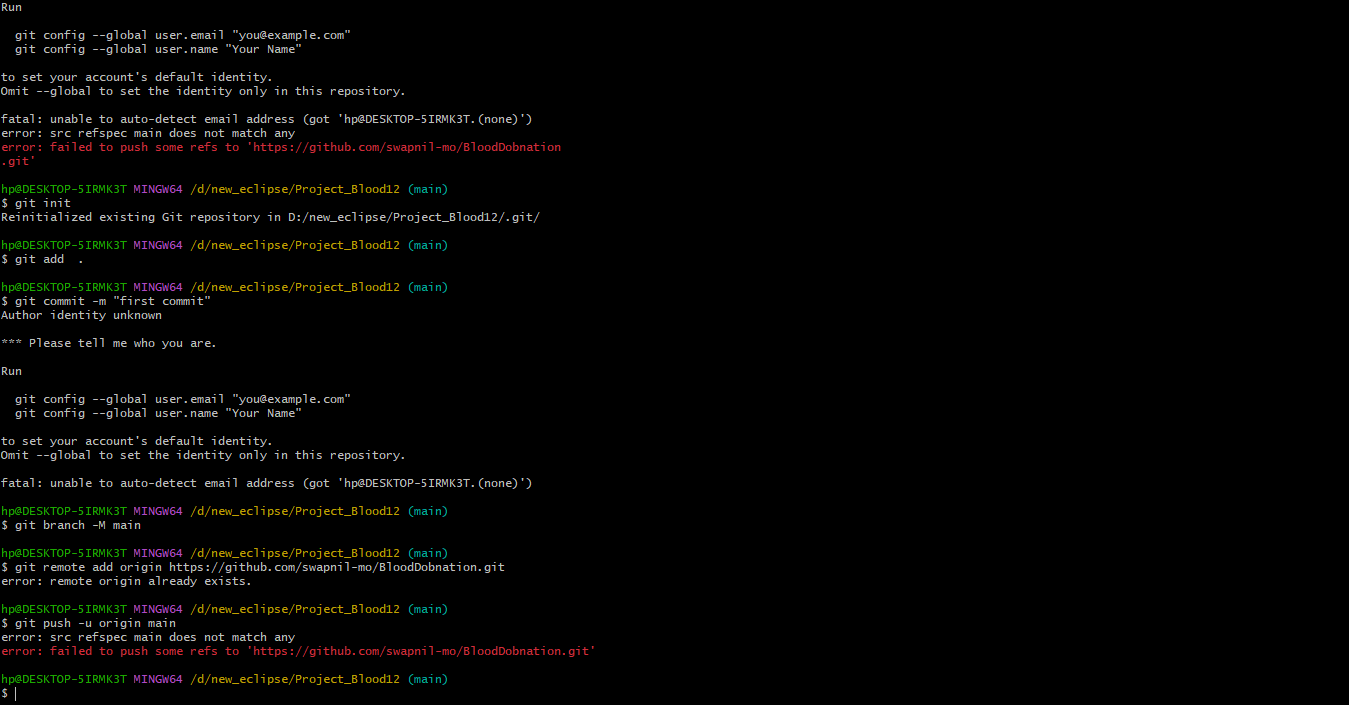 Run
  git config --global user.email "you@example.com"
  git config --global user.name "Your Name"
to set your account's default identity.
Omit --global to set the identity only in this repository.
fatal: unable to auto-detect email address (got 'hp@DESKTOP-5IRMK3T.(none)')
error: src refspec main does not match any
error: failed to push some refs to 'https://github.com/swapnil-mo/BloodDobnation
.git'
hp@DESKTOP-5IRMK3T MINGW64 /d/new_eclipse/Project_Blood12 (main)
$ git init
Reinitialized existing Git repository in D:/new_eclipse/Project_Blood12/.git/
hp@DESKTOP-5IRMK3T MINGW64 /d/new_eclipse/Project_Blood12 (main)
$ git add  .
hp@DESKTOP-5IRMK3T MINGW64 /d/new_eclipse/Project_Blood12 (main)
$ git commit -m "first commit"
Author identity unknown
*** Please tell me who you are.
Run
  git config --global user.email "you@example.com"
  git config --global user.name "Your Name"
to set your account's default identity.
Omit --global to set the identity only in this repository.
fatal: unable to auto-detect email address (got 'hp@DESKTOP-5IRMK3T.(none)')
hp@DESKTOP-5IRMK3T MINGW64 /d/new_eclipse/Project_Blood12 (main)
$ git branch -M main
hp@DESKTOP-5IRMK3T MINGW64 /d/new_eclipse/Project_Blood12 (main)
$ git remote add origin https://github.com/swapnil-mo/BloodDobnation.git
error: remote origin already exists.
hp@DESKTOP-5IRMK3T MINGW64 /d/new_eclipse/Project_Blood12 (main)
$ git push -u origin main
error: src refspec main does not match any
error: failed to push some refs to 'https://github.com/swapnil-mo/BloodDobnation.git'
hp@DESKTOP-5IRMK3T MINGW64 /d/new_eclipse/Project_Blood12 (main)
$